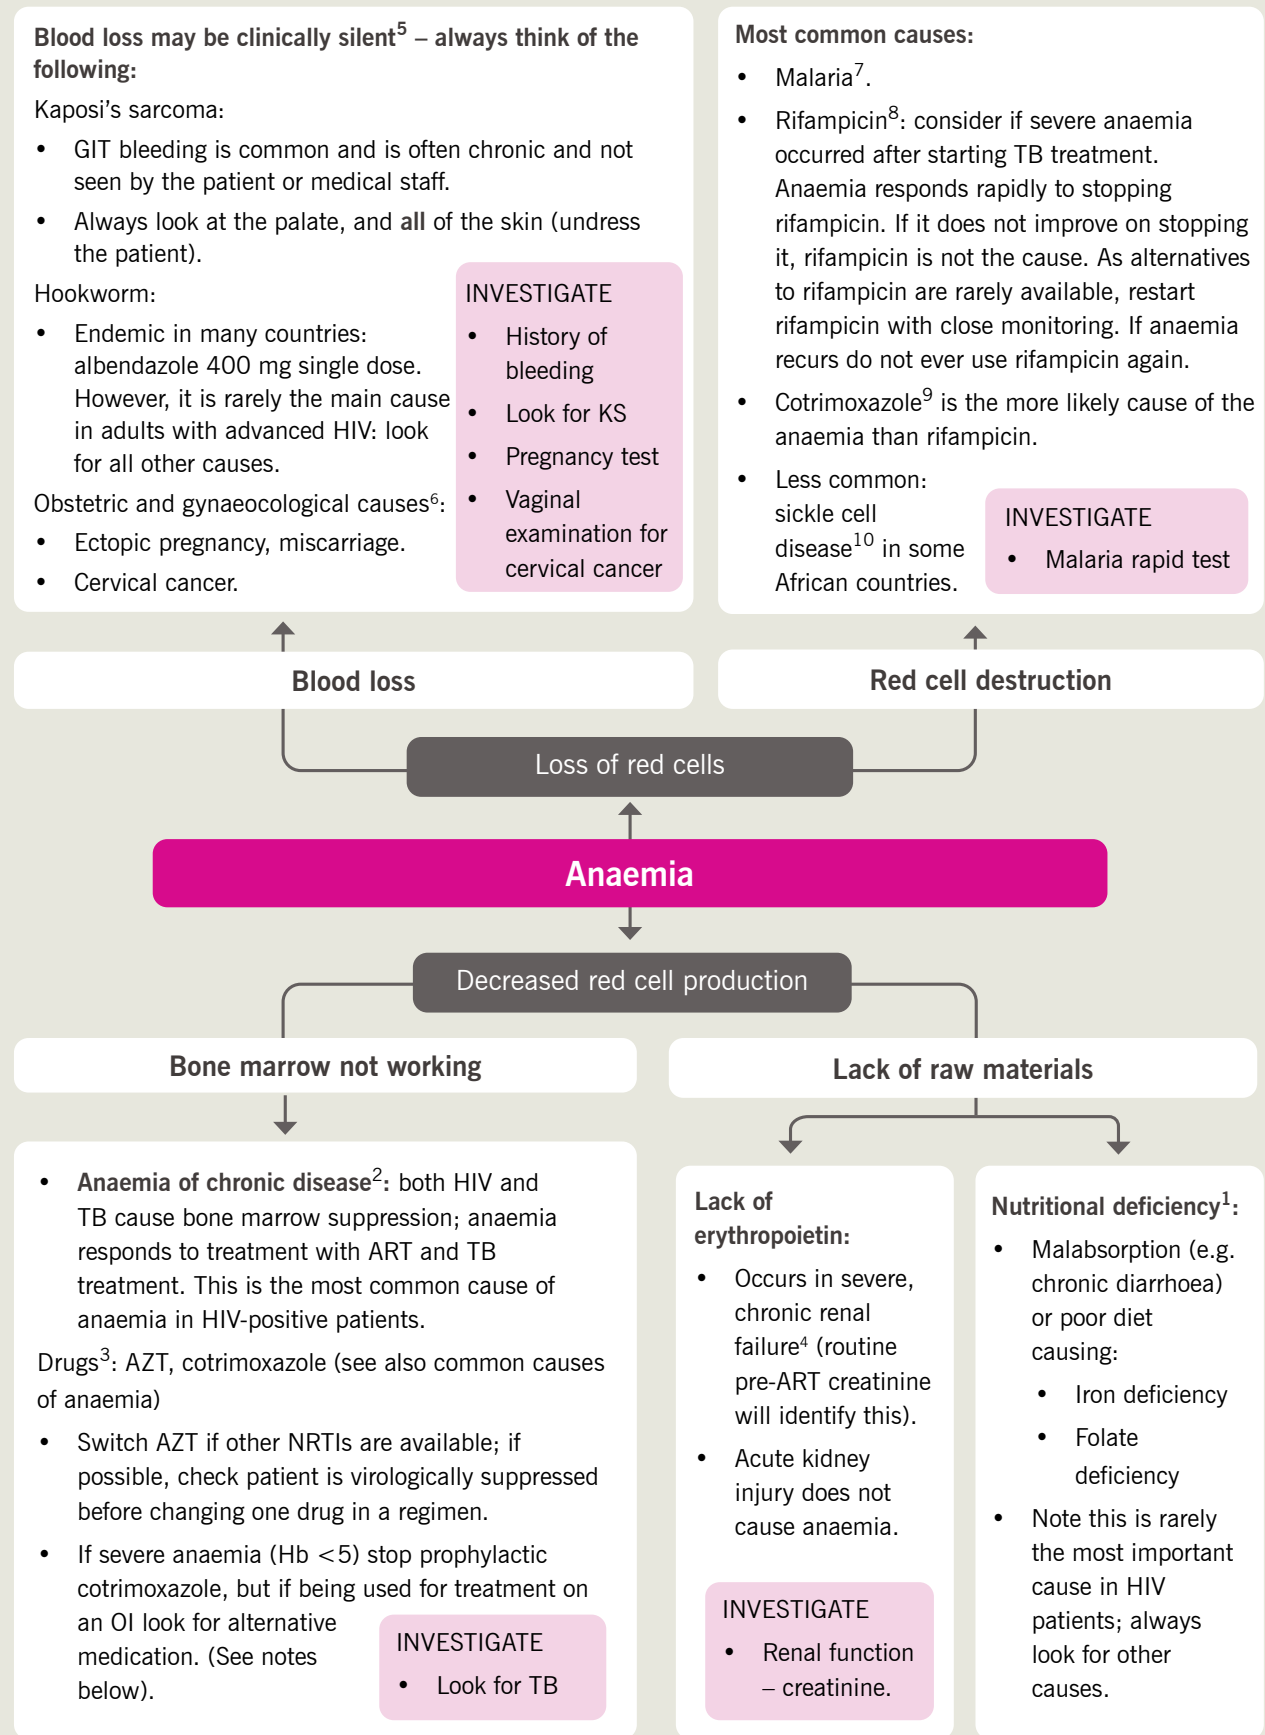 Blood loss may be clinically silent5 – always think of the
following:
Kaposi's sarcoma:
• GIT bleeding is common and is often chronic and not
seen by the patient or medical staff.
• Always look at the palate, and all of the skin (undress
the patient).
Hookworm:
• Endemic in many countries:
albendazole 400 mg single dose.
However, it is rarely the main cause
in adults with advanced HIV: look
for all other causes.
Obstetric and gynaecological causes6:
• Ectopic pregnancy, miscarriage.
• Cervical cancer.
INVESTIGATE
• History of
bleeding
• Look for KS
• Pregnancy test
• Vaginal
examination for
cervical cancer
Most common causes:
• Malaria7.
• Rifampicin8: consider if severe anaemia
occurred after starting TB treatment.
Anaemia responds rapidly to stopping
rifampicin. If it does not improve on stopping
it, rifampicin is not the cause. As alternatives
to rifampicin are rarely available, restart
rifampicin with close monitoring. If anaemia
recurs do not ever use rifampicin again.
• Cotrimoxazole9 is the more likely cause of the
anaemia than rifampicin.
• Less common:
sickle cell
disease10 in some
African countries.
INVESTIGATE
• Malaria rapid test
Blood loss
Red cell destruction
Loss of red cells
Anaemia
Decreased red cell production
Bone marrow not working
Lack of raw materials
• Anaemia of chronic disease2: both HIV and
TB cause bone marrow suppression; anaemia
responds to treatment with ART and TB
treatment. This is the most common cause of
anaemia in HIV-positive patients.
Drugs3: AZT, cotrimoxazole (see also common causes
of anaemia)
• Switch AZT if other NRTIs are available; if
possible, check patient is virologically suppressed
before changing one drug in a regimen.
• If severe anaemia (Hb <5) stop prophylactic
cotrimoxazole, but if being used for treatment on
an OI look for alternative
medication. (See notes
below).
INVESTIGATE
• Look for TB
Lack of
erythropoietin:
• Occurs in severe,
chronic renal
failure4 (routine
pre-ART creatinine
will identify this).
• Acute kidney
injury does not
cause anaemia.
INVESTIGATE
• Renal function
– creatinine.
Nutritional deficiency1:
• Malabsorption (e.g.
chronic diarrhoea)
or poor diet
causing:
• Iron deficiency
• Folate
deficiency
• Note this is rarely
the most important
cause in HIV
patients; always
look for other
causes.